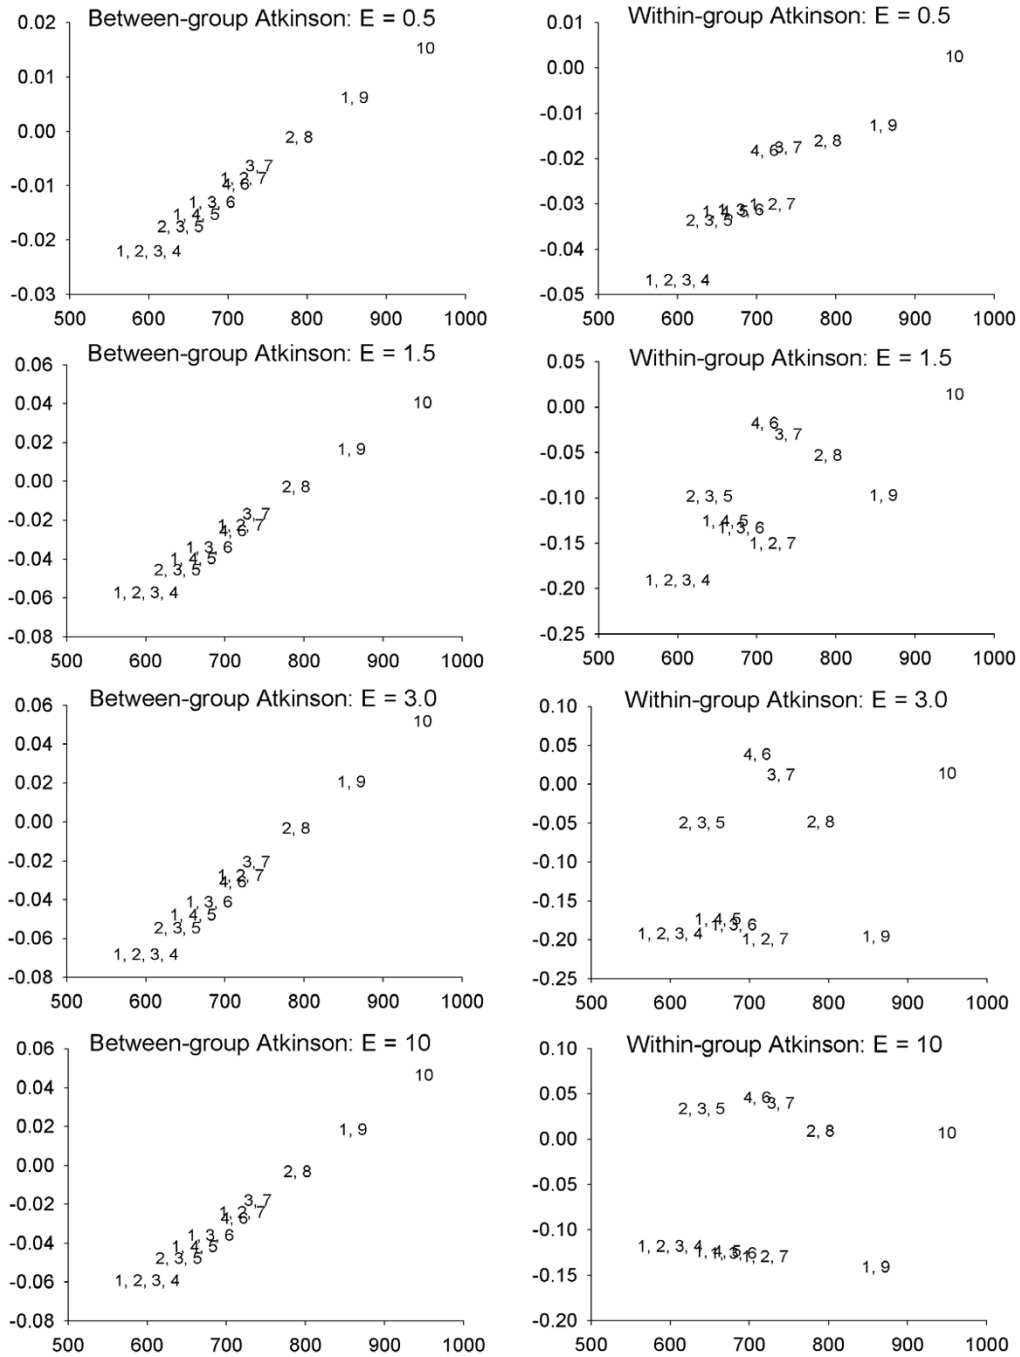 Between-group Atkinson: E = 0.5
0.02
0.01
0.00
-0.01
-0.02
-0.03
10
1, 9
2, 8
3, 7
1, 2, 7
4, 6
1, 3, 6
1, 4, 5
2, 3, 5
1, 2, 3, 4
500 600 700 800 900 1000
Within-group Atkinson: E = 0.5
0.01
0.00
-0.01
-0.02
-0.03
-0.04
-0.05
10
1, 9
2, 8
3, 7
4, 6
1, 2, 7
1, 3, 6
1, 4, 5
2, 3, 5
1, 2, 3, 4
500 600 700 800 900 1000
Between-group Atkinson: E = 1.5
0.06
0.04
0.02
0.00
-0.02
-0.04
-0.06
-0.08
10
1, 9
2, 8
3, 7
1, 2, 7
4, 6
1, 3, 6
1, 4, 5
2, 3, 5
1, 2, 3, 4
500 600 700 800 900 1000
Within-group Atkinson: E = 1.5
0.05
0.00
-0.05
-0.10
-0.15
-0.20
-0.25
10
4, 6
3, 7
2, 8
2, 3, 5
1, 9
1, 4, 5
1, 3, 6
1, 2, 7
1, 2, 3, 4
500 600 700 800 900 1000
Between-group Atkinson: E = 3.0
0.06
0.04
0.02
0.00
-0.02
-0.04
-0.06
-0.08
10
1, 9
2, 8
3, 7
1, 2, 7
4, 6
1, 3, 6
1, 4, 5
2, 3, 5
1, 2, 3, 4
500 600 700 800 900 1000
Within-group Atkinson: E = 3.0
0.10
0.05
0.00
-0.05
-0.10
-0.15
-0.20
-0.25
4, 6
3, 7
10
2, 3, 5
2, 8
1, 4, 5
1, 3, 6
1, 2, 3, 4
1, 2, 7
1, 9
500 600 700 800 900 1000
Between-group Atkinson: E = 10
0.06
0.04
0.02
0.00
-0.02
-0.04
-0.06
-0.08
10
1, 9
2, 8
3, 7
1, 2, 7
4, 6
1, 3, 6
1, 4, 5
2, 3, 5
1, 2, 3, 4
500 600 700 800 900 1000
Within-group Atkinson: E = 10
0.10
0.05
0.00
-0.05
-0.10
-0.15
-0.20
4, 6
3, 7
2, 3, 5
2, 8
10
1, 2, 3, 4
1, 4, 5
1, 3, 6
1, 2, 7
1, 9
500 600 700 800 900 1000